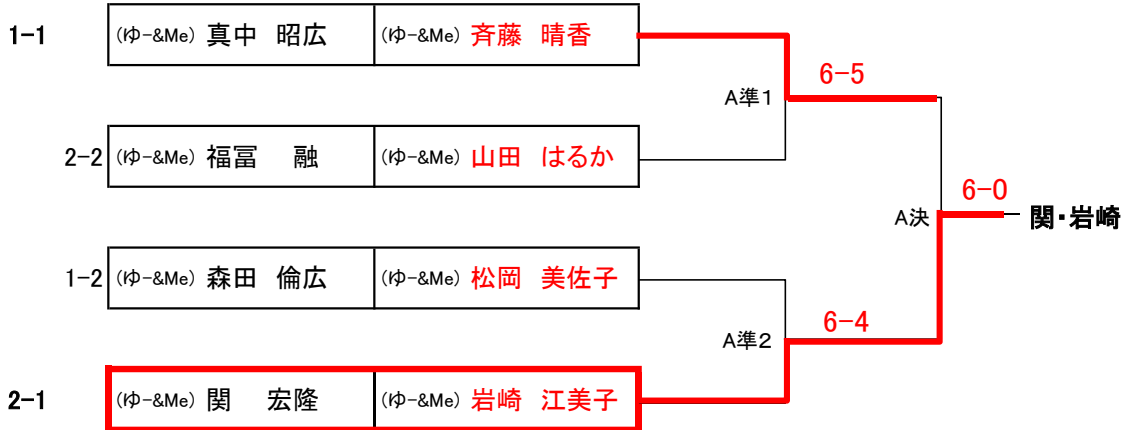 1-1 (ゆ-&Me) 真中 昭広 (ゆ-&Me) 斉藤 晴香
6-5
A準1
2-2 (ゆ-&Me) 福冨 融 (ゆ-&Me) 山田 はるか
6-0
A決 関・岩崎
1-2 (ゆ-&Me) 森田 倫広 (ゆ-&Me) 松岡 美佐子
6-4
A準2
2-1 (ゆ-&Me) 関 宏隆 (ゆ-&Me) 岩崎 江美子